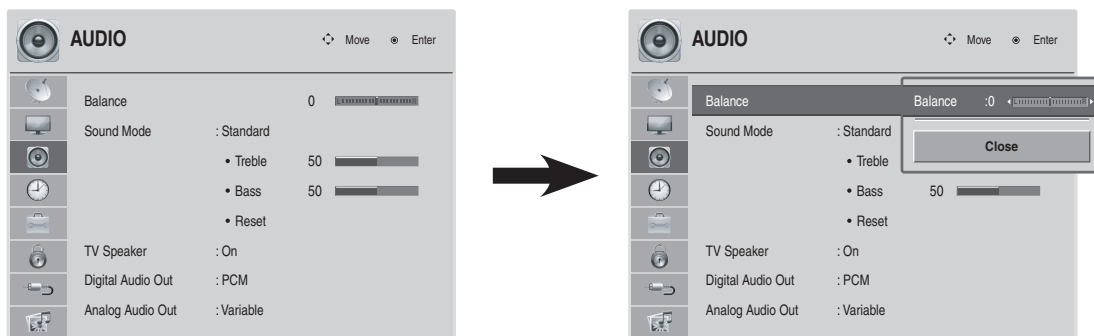 AUDIO Move Enter
Balance 0
L R
Sound Mode : Standard
• Treble 50
• Bass 50
• Reset
TV Speaker : On
Digital Audio Out : PCM
Analog Audio Out : Variable
AUDIO Move Enter
Balance Balance :0
L R
Close
Sound Mode : Standard
• Treble
• Bass 50
• Reset
TV Speaker : On
Digital Audio Out : PCM
Analog Audio Out : Variable